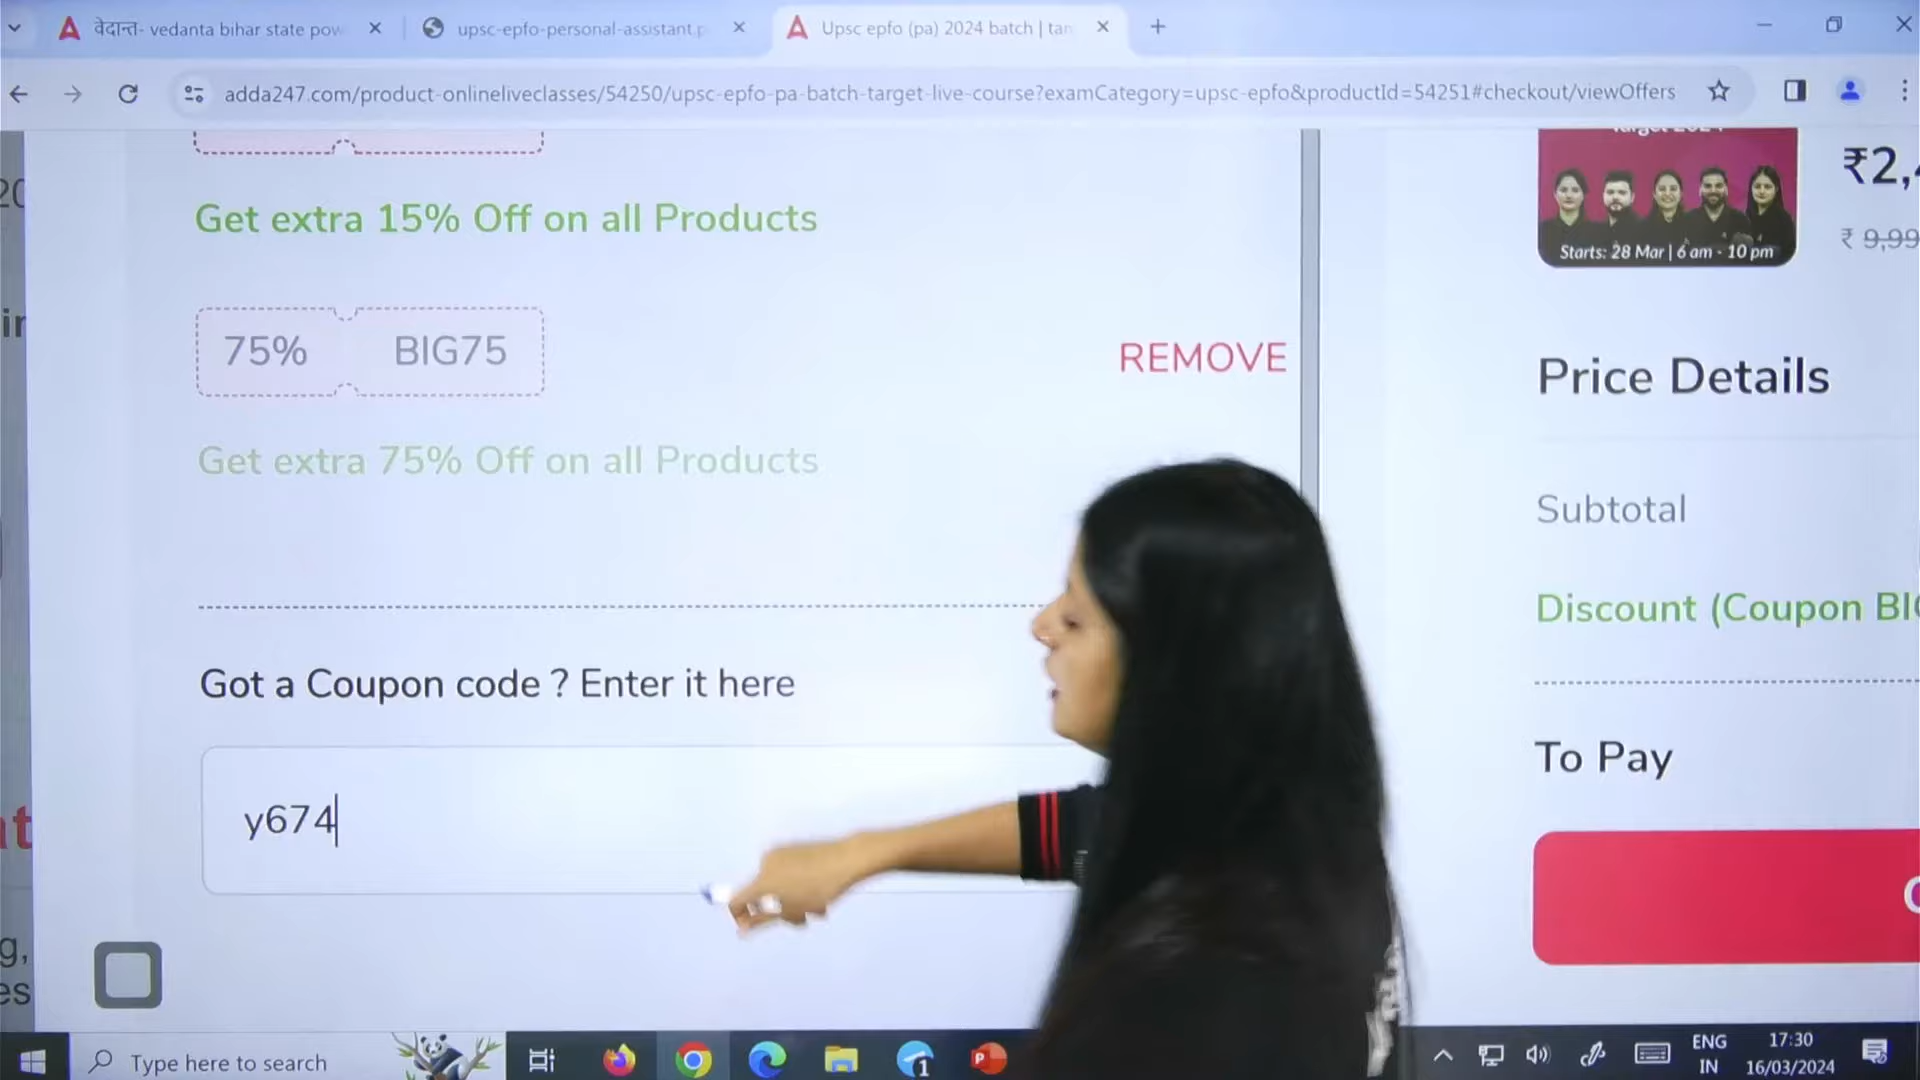 वेदान्त- vedanta bihar state pow
upsc-epfo-personal-assistant.p
Upsc epfo (pa) 2024 batch | tar
adda247.com/product-onlineliveclasses/54250/upsc-epfo-pa-batch-target-live-course?examCategory=upsc-epfo&productId=54251#checkout/viewOffers
Get extra 15% Off on all Products
75% BIG75
REMOVE
Get extra 75% Off on all Products
Got a Coupon code ? Enter it here
y674
Starts: 28 Mar | 6 am - 10 pm
₹2,4
₹ 9,99
Price Details
Subtotal
Discount (Coupon BIG
To Pay
Type here to search
1
ENG
IN
17:30
16/03/2024